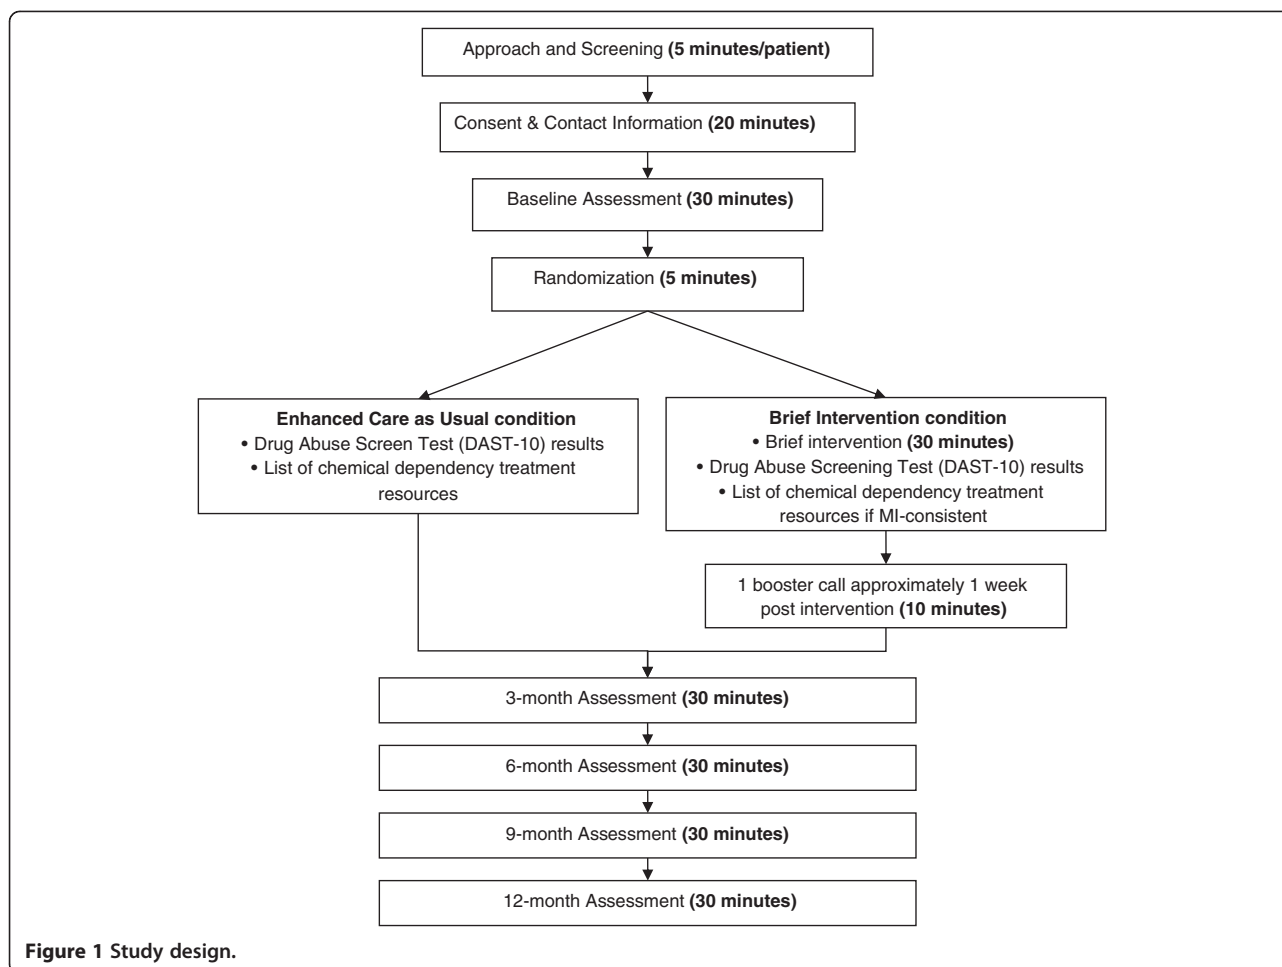 Approach and Screening (5 minutes/patient)
Consent & Contact Information (20 minutes)
Baseline Assessment (30 minutes)
Randomization (5 minutes)
Enhanced Care as Usual condition
• Drug Abuse Screen Test (DAST-10) results
• List of chemical dependency treatment
resources
Brief Intervention condition
• Brief intervention (30 minutes)
• Drug Abuse Screening Test (DAST-10) results
• List of chemical dependency treatment
resources if MI-consistent
1 booster call approximately 1 week
post intervention (10 minutes)
3-month Assessment (30 minutes)
6-month Assessment (30 minutes)
9-month Assessment (30 minutes)
12-month Assessment (30 minutes)
Figure 1 Study design.